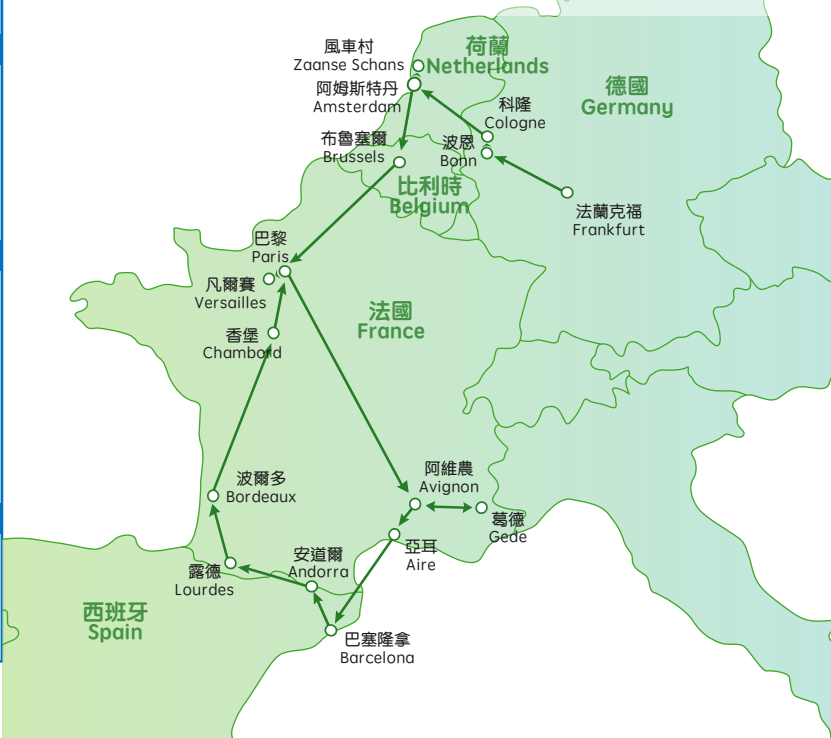 風車村
Zaanse Schans
荷蘭
Netherlands
阿姆斯特丹
Amsterdam
德國
Germany
科隆
Cologne
布魯塞爾
Brussels
波恩
Bonn
比利時
Belgium
法蘭克福
Frankfurt
巴黎
Paris
凡爾賽
Versailles
法國
France
香堡
Chambord
阿維農
Avignon
波爾多
Bordeaux
葛德
Gede
亞耳
Aire
安道爾
Andorra
露德
Lourdes
西班牙
Spain
巴塞隆拿
Barcelona